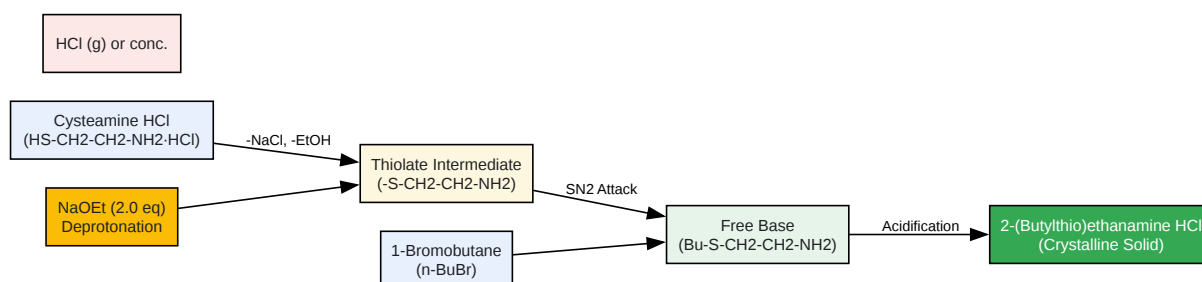 HCl (g) or conc.
Cysteamine HCl
(HS-CH2-CH2-NH2·HCl)
-NaCl, -EtOH
NaOEt (2.0 eq)
Deprotonation
Thiolate Intermediate
(-S-CH2-CH2-NH2)
SN2 Attack
1-Bromobutane
(n-BuBr)
Free Base
(Bu-S-CH2-CH2-NH2)
Acidification
2-(Butylthio)ethanamine HCl
(Crystalline Solid)